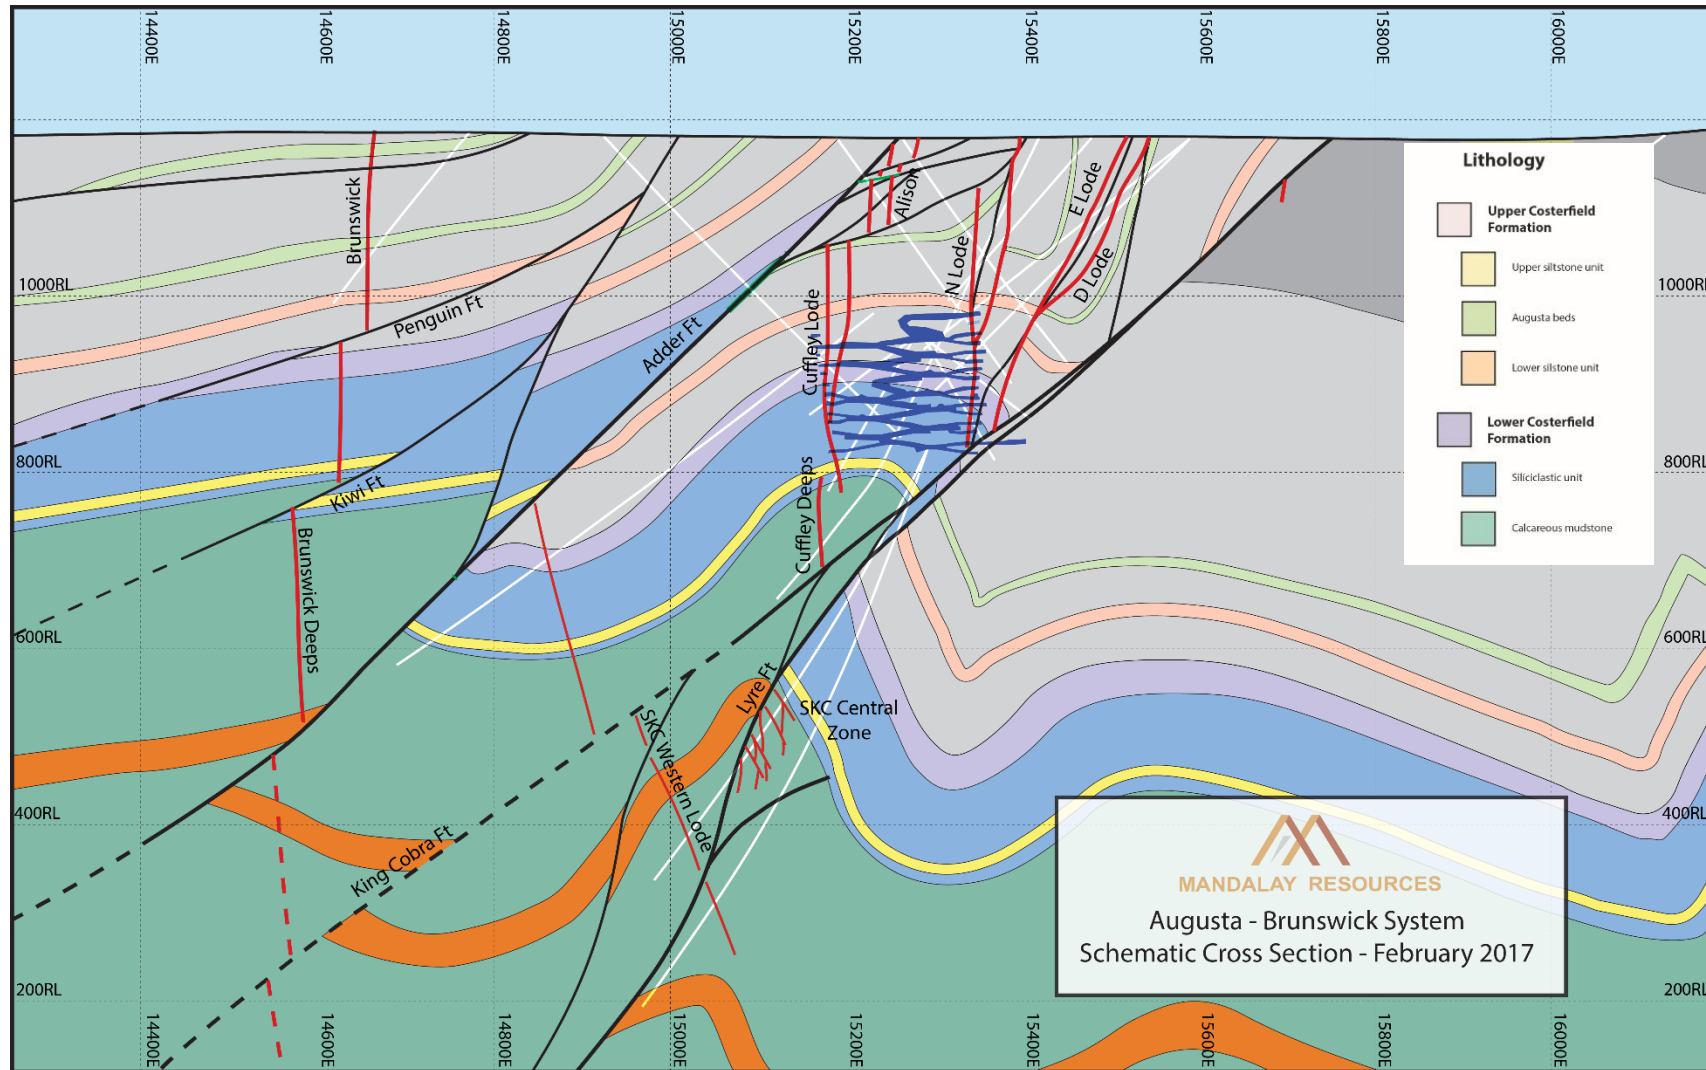 14400E
14600E
14800E
15000E
15200E
15400E
15600E
15800E
16000E
Lithology
Upper Costerfield
Formation
Upper siltstone unit
Augusta beds
Lower silstone unit
Lower Costerfield
Formation
Siliciclastic unit
Calcareous mudstone
Brunswick
Alison
E Lode
N Lode
D Lode
1000RL
1000RL
Penguin Ft
Adder Ft
Cuffley Lode
800RL
800RL
Kiwi Ft
Cuffley Deeps
Brunswick Deeps
600RL
600RL
Lyre Ft
SKC Central
Zone
SKC Western Lode
400RL
400RL
King Cobra Ft
MANDALAY RESOURCES
Augusta - Brunswick System
Schematic Cross Section - February 2017
200RL
200RL
14400E
14600E
14800E
15000E
15200E
15400E
15600E
15800E
16000E